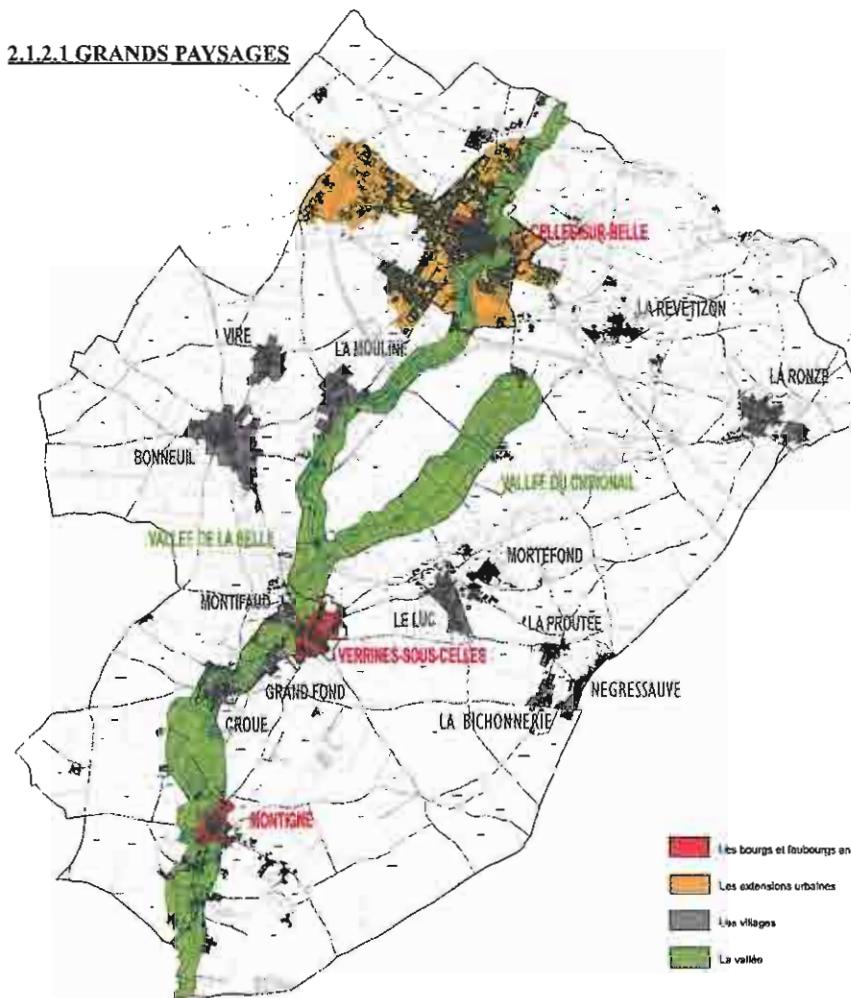 2.1.2.1 GRANDS PAYSAGES
CELLES-SUR-BELLE
LA REVETIZON
VIRE
LA MOULINE
LA RONZE
BONNEUIL
VALLEE DU
VALLEE DE LA BELLE
MORTEFOND
MONTIFAUD
LE LUC
LA PROUTEE
VERRINES-SOUS-CELLES
GRAND FOND
NEGRESSAUVE
CROUE
LA BICHONNERIE
MONTIGNE
Les bourgs et faubourgs an
Les extensions urbaines
Les villages
La vallée